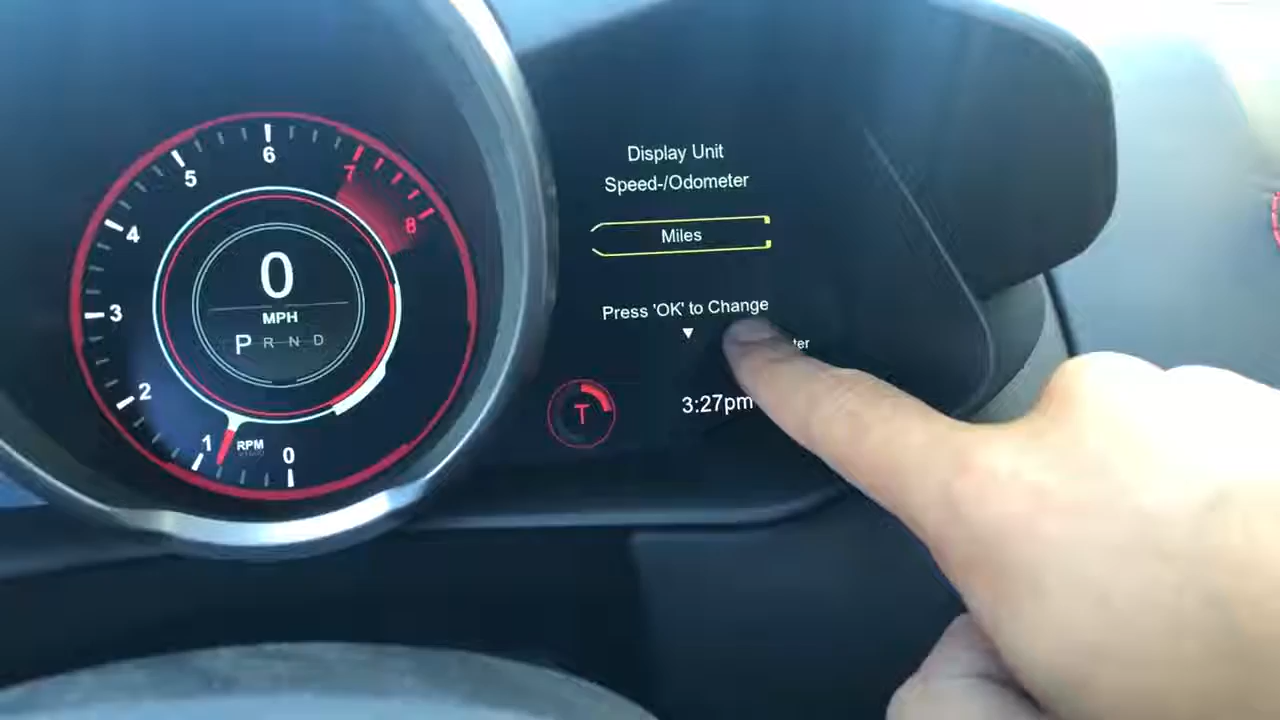 6
5
7
4
8
0
3
MPH
P R N D
2
1
RPM
0
Display Unit
Speed-/Odometer
Miles
Press 'OK' to Change
T
3:27pm